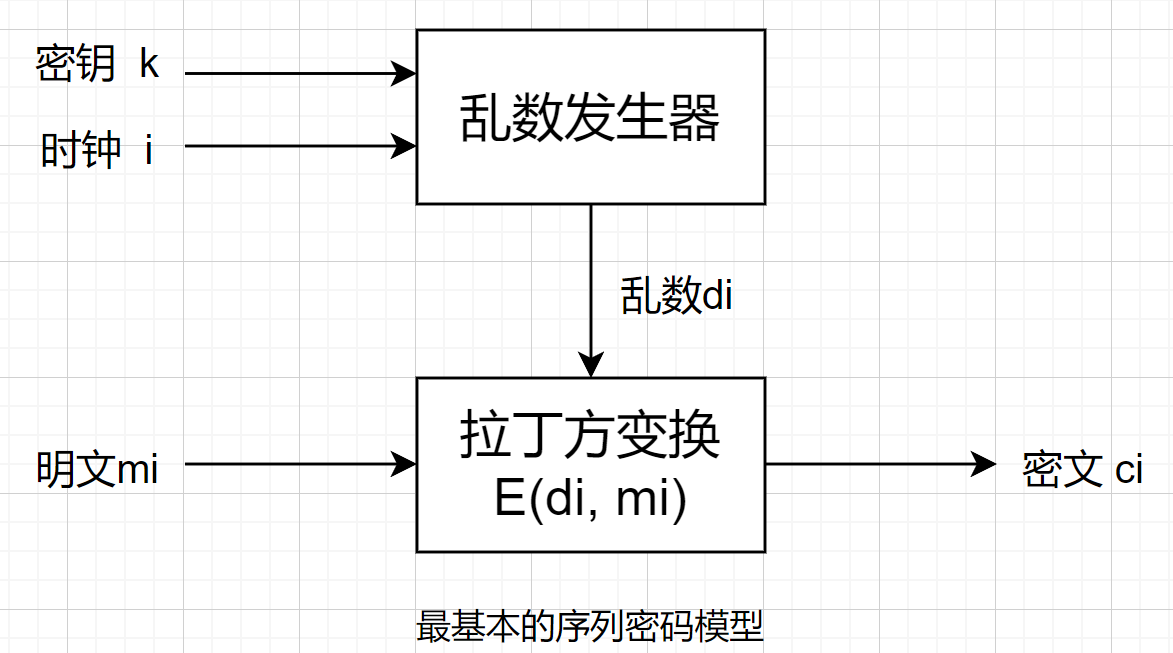 密钥 k
时钟 i
乱数发生器
乱数di
明文mi
拉丁方变换
E(di, mi)
密文 ci
最基本的序列密码模型